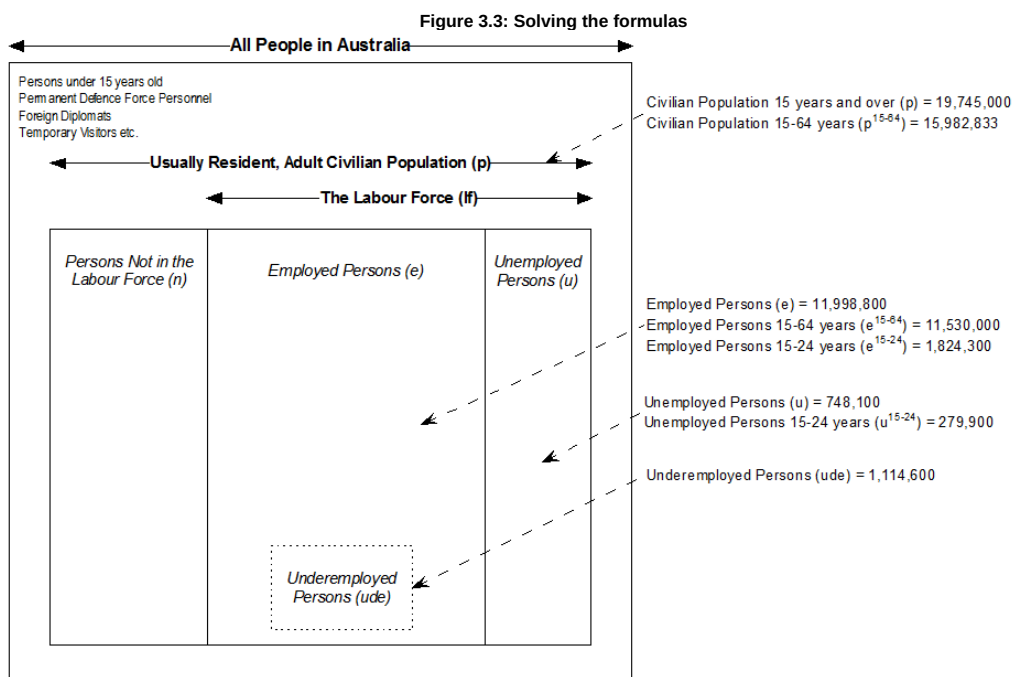 Figure 3.3: Solving the formulas
All People in Australia
Persons under 15 years old
Permanent Defence Force Personnel
Foreign Diplomats
Temporary Visitors etc.
Civilian Population 15 years and over (p) = 19,745,000
Civilian Population 15-64 years (p15-64) = 15,982,833
Usually Resident, Adult Civilian Population (p)
The Labour Force (lf)
Persons Not in the
Labour Force (n)
Employed Persons (e)
Unemployed
Persons (u)
Employed Persons (e) = 11,998,800
Employed Persons 15-64 years (e15-64) = 11,530,000
Employed Persons 15-24 years (e15-24) = 1,824,300
Unemployed Persons (u) = 748,100
Unemployed Persons 15-24 years (u15-24) = 279,900
Underemployed Persons (ude) = 1,114,600
Underemployed
Persons (ude)